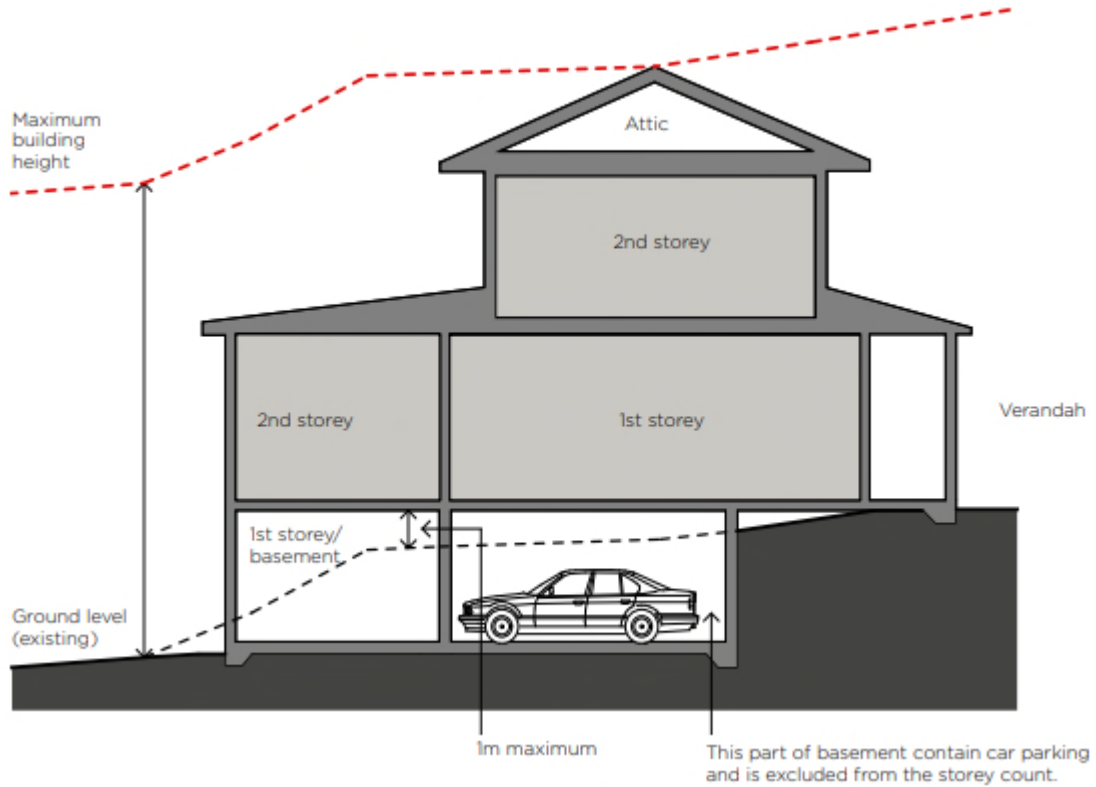 Maximum
building
height
Attic
2nd storey
2nd storey
1st storey
Verandah
1st storey/
basement
Ground level
(existing)
1m maximum
This part of basement contain car parking
and is excluded from the storey count.